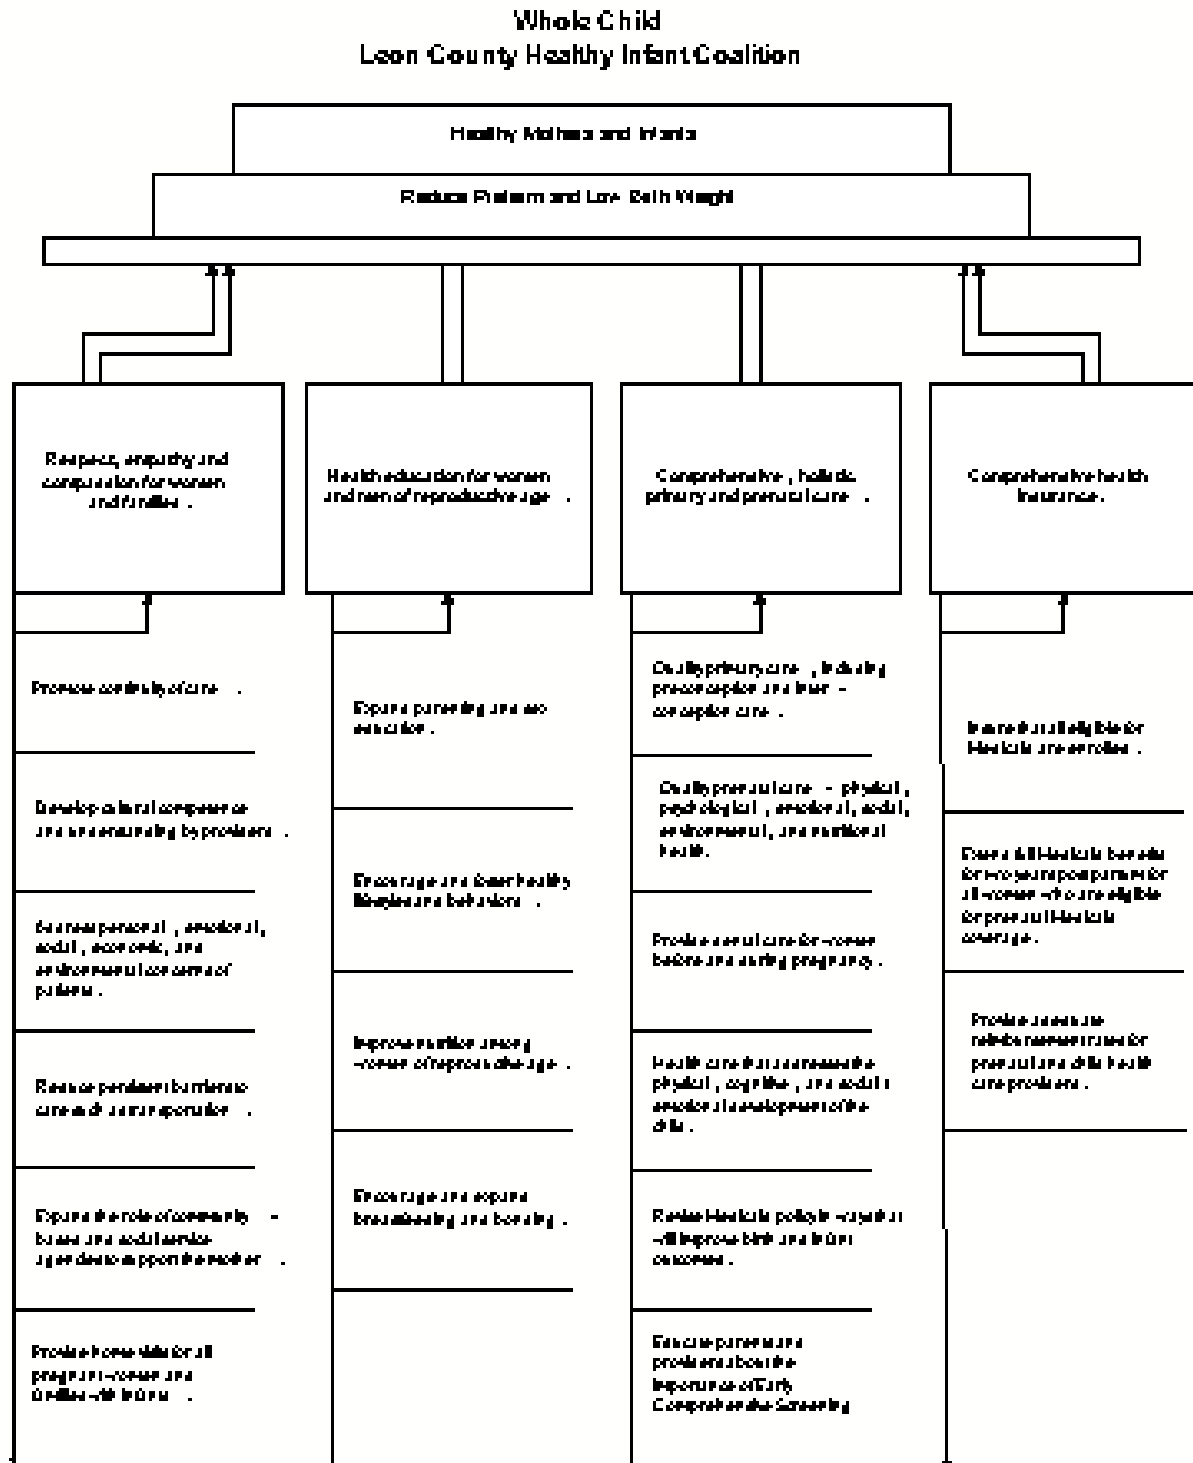 Whole Child
Leon County Healthy Infant Coalition
Healthy Mothers and Infants
Reduce Preterm and Low Birth Weight
Respect, empathy and
compassion for women
and families .
Health education for women
and men of reproductive age .
Comprehensive , holistic
primary and prenatal care .
Comprehensive health
insurance .
Promote continuity of care .
Develop cultural competence
and understanding by providers .
Address personal , emotional ,
social , economic, and
environmental concerns of
patients .
Reduce persistent barriers to
care such as transportation .
Expand the role of community -
based and social service
agencies to support the mother .
Provide home visits for all
pregnant women and
families with infants .
Expand parenting and sex
education .
Encourage and foster healthy
lifestyles and behaviors .
Improve nutrition among
women of reproductive age .
Encourage and expand
breastfeeding and bonding .
Quality primary care , including
preconception and inter -
conception care .
Quality prenatal care - physical ,
psychological , emotional , social ,
environmental , and nutritional
health.
Provide dental care for women
before and during pregnancy .
Health care that addresses the
physical , cognitive , and social /
emotional development of the
child .
Revise Medicaid policy in ways that
will improve birth and infant
outcomes .
Educate parents and
providers about the
importance of Early
Comprehensive Screening
Insure that all eligible for
Medicaid are enrolled .
Extend full Medicaid benefits
for two years postpartum for
all women who are eligible
for prenatal Medicaid
coverage .
Provide adequate
reimbursement rates for
prenatal and child health
care providers .